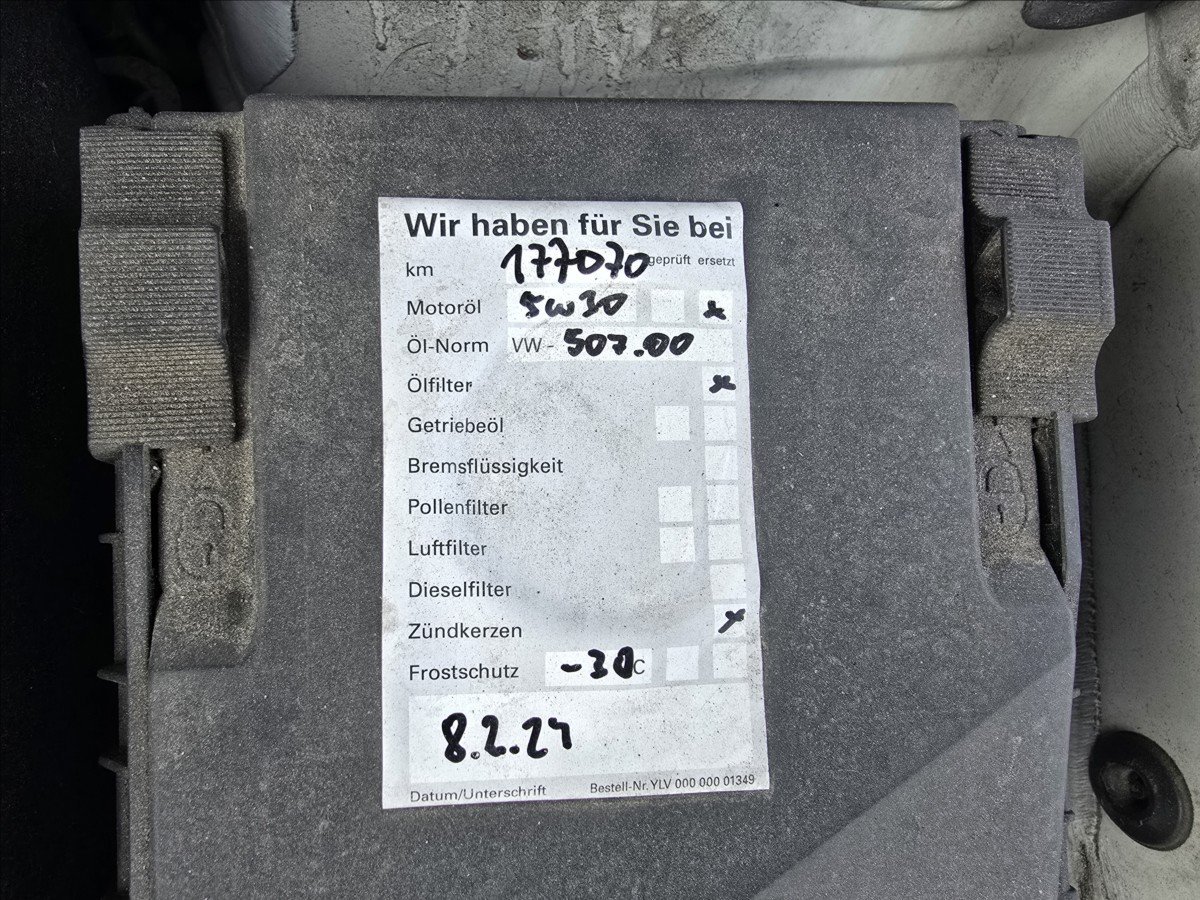 Wir haben für Sie bei
km 177070 geprüft ersetzt
Motoröl 5W30 x
Öl-Norm VW- 507.00
Ölfilter x
Getriebeöl
Bremsflüssigkeit
Pollenfilter
Luftfilter
Dieselfilter
Zündkerzen x
Frostschutz -30 C
8.2.24
Datum/Unterschrift Bestell-Nr. YLV 000 000 01349